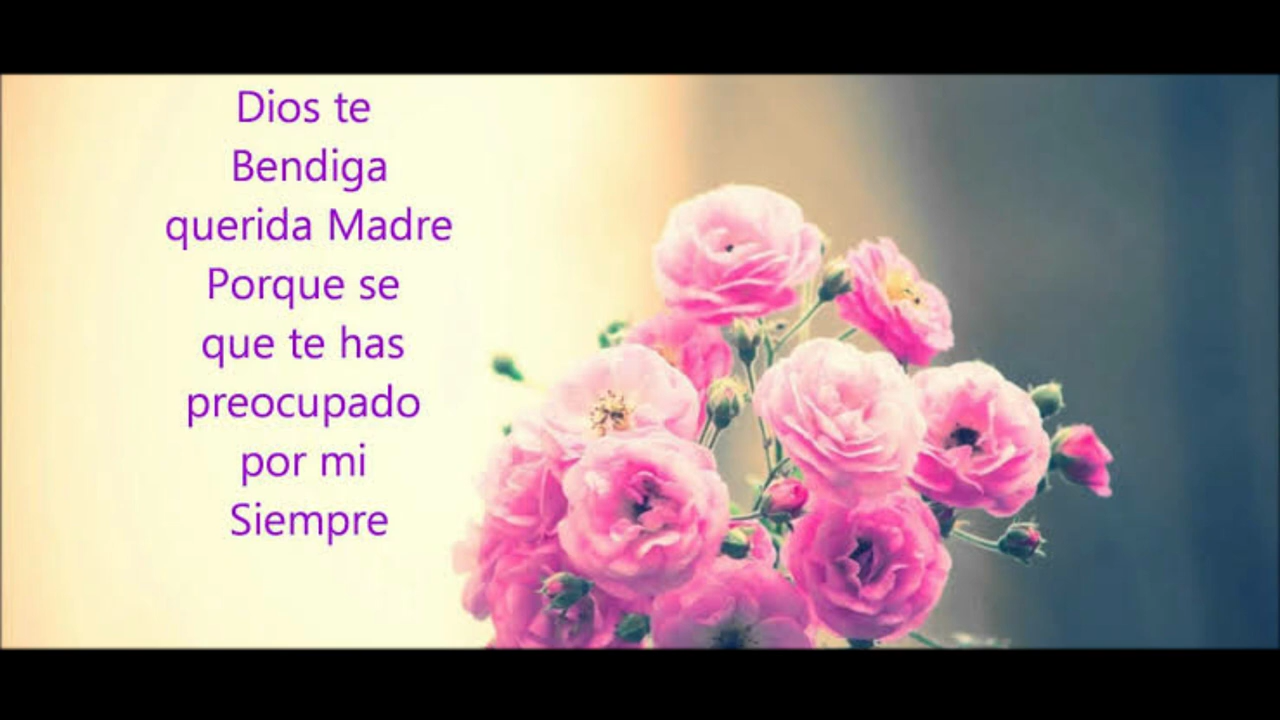 Dios te
Bendiga
querida Madre
Porque se
que te has
preocupado
por mi
Siempre